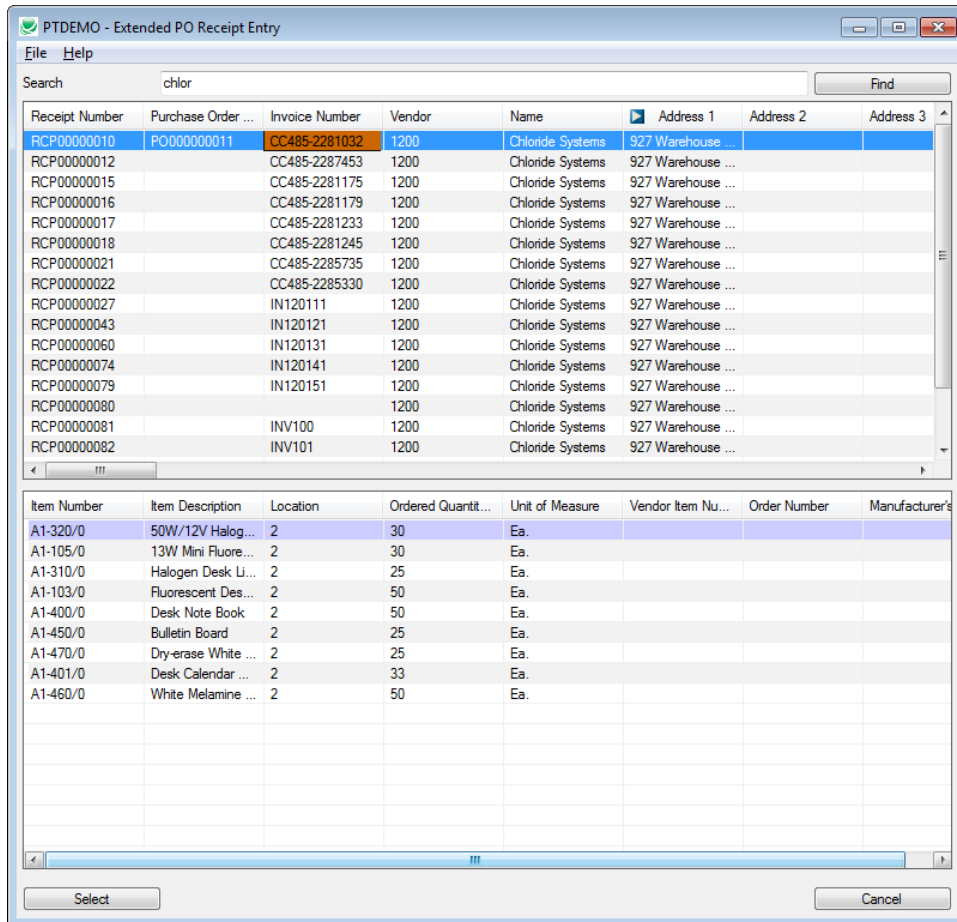 PTDEMO - Extended PO Receipt Entry
File Help
Search chlor Find
Receipt Number Purchase Order ... Invoice Number Vendor Name Address 1 Address 2 Address 3
RCP00000010 PO000000011 CC485-2281032 1200 Chloride Systems 927 Warehouse ...
RCP00000012 CC485-2287453 1200 Chloride Systems 927 Warehouse ...
RCP00000015 CC485-2281175 1200 Chloride Systems 927 Warehouse ...
RCP00000016 CC485-2281179 1200 Chloride Systems 927 Warehouse ...
RCP00000017 CC485-2281233 1200 Chloride Systems 927 Warehouse ...
RCP00000018 CC485-2281245 1200 Chloride Systems 927 Warehouse ...
RCP00000021 CC485-2285735 1200 Chloride Systems 927 Warehouse ...
RCP00000022 CC485-2285330 1200 Chloride Systems 927 Warehouse ...
RCP00000027 IN120111 1200 Chloride Systems 927 Warehouse ...
RCP00000043 IN120121 1200 Chloride Systems 927 Warehouse ...
RCP00000060 IN120131 1200 Chloride Systems 927 Warehouse ...
RCP00000074 IN120141 1200 Chloride Systems 927 Warehouse ...
RCP00000079 IN120151 1200 Chloride Systems 927 Warehouse ...
RCP00000080 1200 Chloride Systems 927 Warehouse ...
RCP00000081 INV100 1200 Chloride Systems 927 Warehouse ...
RCP00000082 INV101 1200 Chloride Systems 927 Warehouse ...
Item Number Item Description Location Ordered Quantit... Unit of Measure Vendor Item Nu... Order Number Manufacturer's
A1-320/0 50W/12V Halog... 2 30 Ea.
A1-105/0 13W Mini Fluore... 2 30 Ea.
A1-310/0 Halogen Desk Li... 2 25 Ea.
A1-103/0 Fluorescent Des... 2 50 Ea.
A1-400/0 Desk Note Book 2 50 Ea.
A1-450/0 Bulletin Board 2 25 Ea.
A1-470/0 Dry-erase White ... 2 25 Ea.
A1-401/0 Desk Calendar ... 2 33 Ea.
A1-460/0 White Melamine ... 2 50 Ea.
Select Cancel